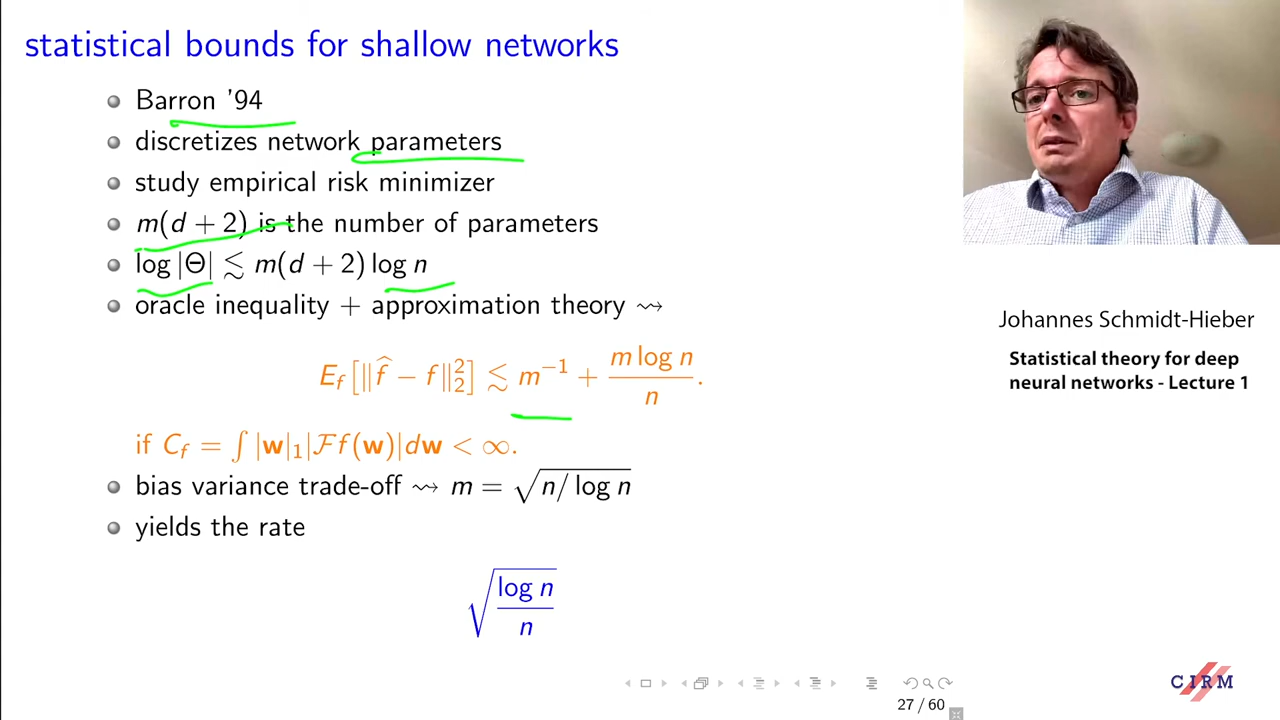 statistical bounds for shallow networks
Barron '94
discretizes network parameters
study empirical risk minimizer
m(d + 2) is the number of parameters
log |Θ| ≲ m(d + 2) log n
oracle inequality + approximation theory ⇝
E_f [‖f̂ − f‖₂²] ≲ m⁻¹ + (m log n)/n.
if C_f = ∫ |w|₁|ℱf(w)|dw < ∞.
bias variance trade-off ⇝ m = √(n/ log n)
yields the rate
√((log n)/n)
Johannes Schmidt-Hieber
Statistical theory for deep
neural networks - Lecture 1
CIRM
27 / 60